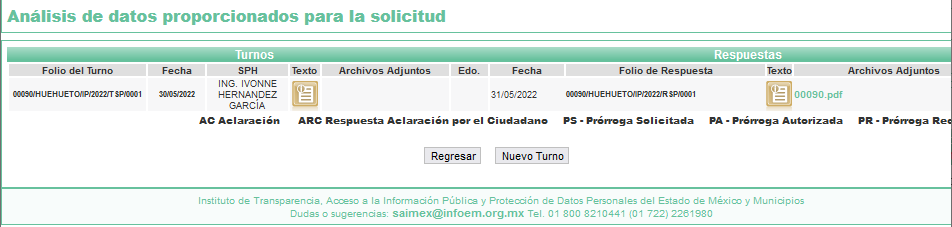 Análisis de datos proporcionados para la solicitud
Turnos Respuestas
Folio del Turno Fecha SPH Texto Archivos Adjuntos Edo. Fecha Folio de Respuesta Texto Archivos Adjuntos
00090/HUEHUETO/IP/2022/TSP/0001 30/05/2022 ING. IVONNE HERNANDEZ GARCÍA 31/05/2022 00090/HUEHUETO/IP/2022/RSP/0001 00090.pdf
AC Aclaración ARC Respuesta Aclaración por el Ciudadano PS - Prórroga Solicitada PA - Prórroga Autorizada PR - Prórroga Rec
Regresar Nuevo Turno
Instituto de Transparencia, Acceso a la Información Pública y Protección de Datos Personales del Estado de México y Municipios
Dudas o sugerencias: saimex@infoem.org.mx Tel. 01 800 8210441 (01 722) 2261980